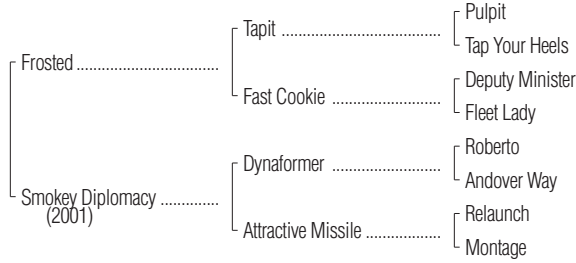 Pulpit
Tapit
Tap Your Heels
Frosted
Deputy Minister
Fast Cookie
Fleet Lady
Roberto
Dynaformer
Andover Way
Smokey Diplomacy
(2001)
Relaunch
Attractive Missile
Montage